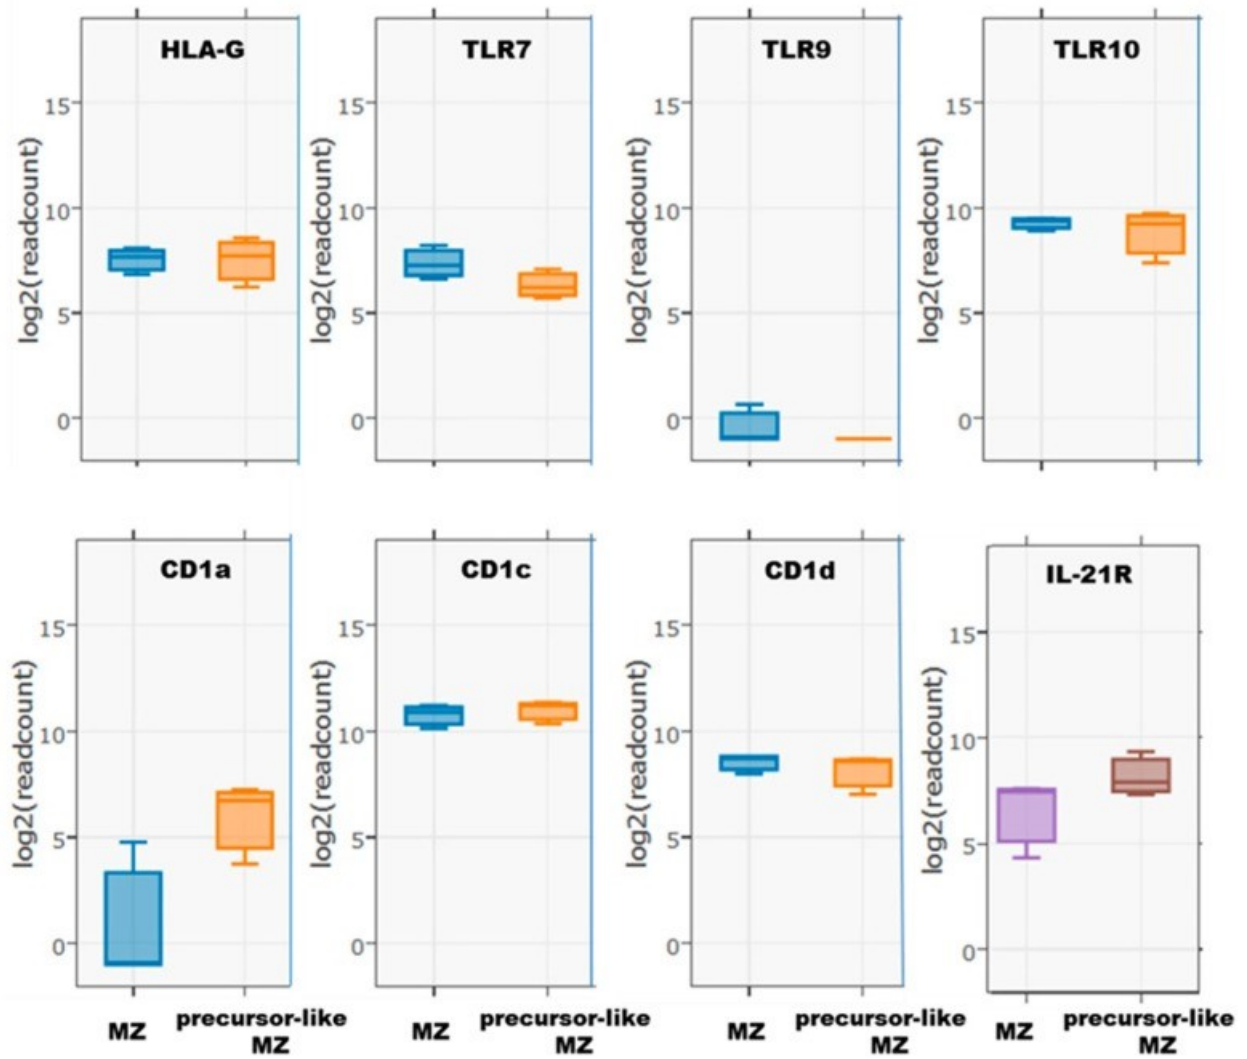 HLA-G
TLR7
TLR9
TLR10
log2(readcount)
15
10
5
0
log2(readcount)
15
10
5
0
log2(readcount)
15
10
5
0
log2(readcount)
15
10
5
0
CD1a
CD1c
CD1d
IL-21R
log2(readcount)
15
10
5
0
log2(readcount)
15
10
5
0
log2(readcount)
15
10
5
0
log2(readcount)
15
10
5
0
MZ
precursor-like
MZ
MZ
precursor-like
MZ
MZ
precursor-like
MZ
MZ
precursor-like
MZ